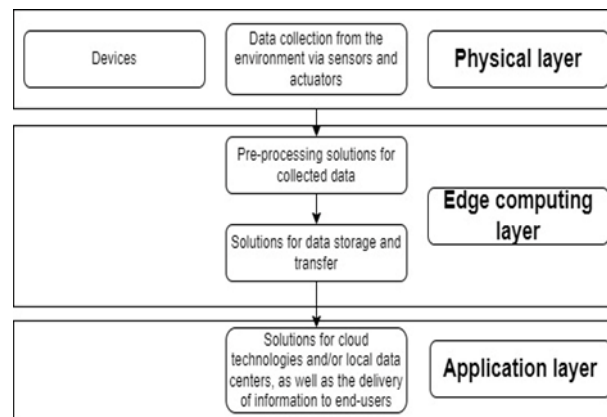 Devices
Data collection from the
environment via sensors and
actuators
Physical layer
Pre-processing solutions for
collected data
Edge computing
layer
Solutions for data storage and
transfer
Solutions for cloud
technologies and/or local data
centers, as well as the delivery
of information to end-users
Application layer